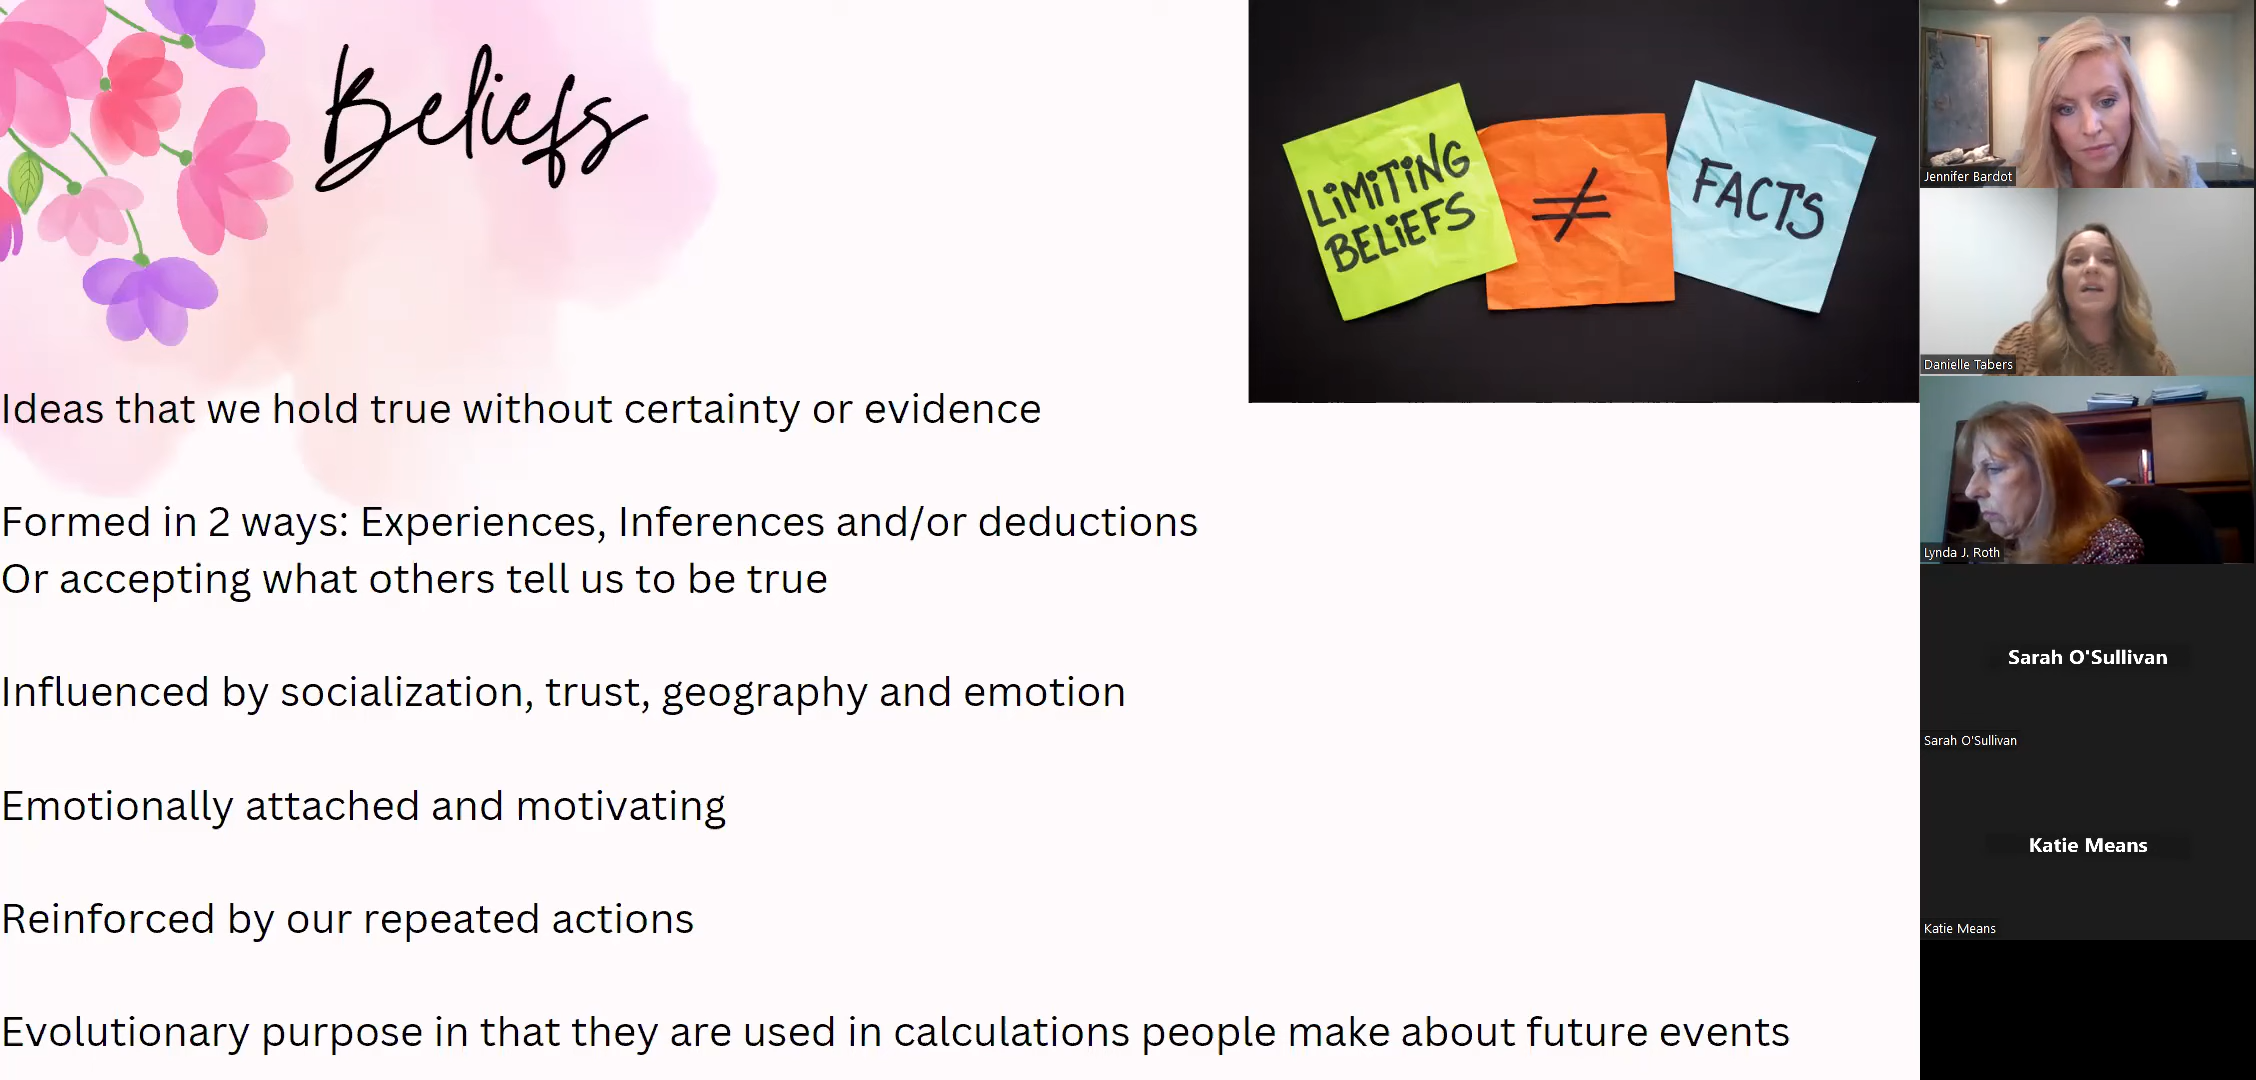 Beliefs
LIMITING
BELIEFS
≠
FACTS
Ideas that we hold true without certainty or evidence
Formed in 2 ways: Experiences, Inferences and/or deductions
Or accepting what others tell us to be true
Influenced by socialization, trust, geography and emotion
Emotionally attached and motivating
Reinforced by our repeated actions
Evolutionary purpose in that they are used in calculations people make about future events
Jennifer Bardot
Danielle Tabers
Lynda J. Roth
Sarah O'Sullivan
Sarah O'Sullivan
Katie Means
Katie Means